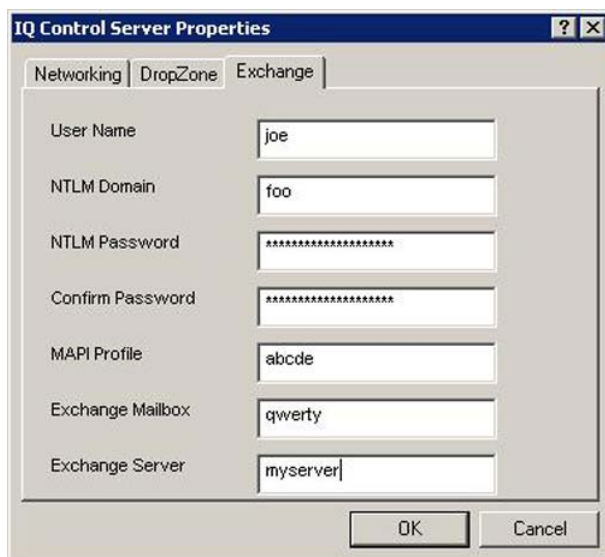 IQ Control Server Properties ? X
Networking DropZone Exchange
User Name joe
NTLM Domain foo
NTLM Password ********************
Confirm Password ********************
MAPI Profile abcde
Exchange Mailbox qwerty
Exchange Server myserver
OK Cancel